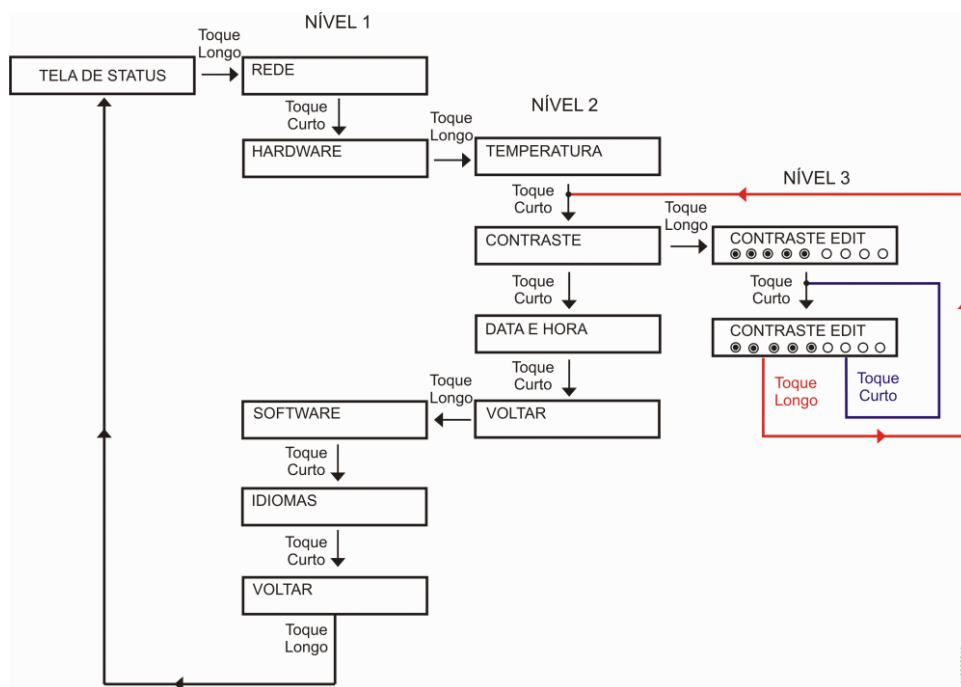 NÍVEL 1
Toque
Longo
TELA DE STATUS
REDE
Toque
Curto
NÍVEL 2
Toque
Longo
HARDWARE
TEMPERATURA
NÍVEL 3
Toque
Curto
Toque
Longo
CONTRASTE
CONTRASTE EDIT
Toque
Curto
DATA E HORA
CONTRASTE EDIT
Toque
Curto
Toque
Curto
Toque
Longo
Toque
Longo
Toque
Curto
SOFTWARE
VOLTAR
Toque
Curto
IDIOMAS
Toque
Curto
VOLTAR
Toque
Longo